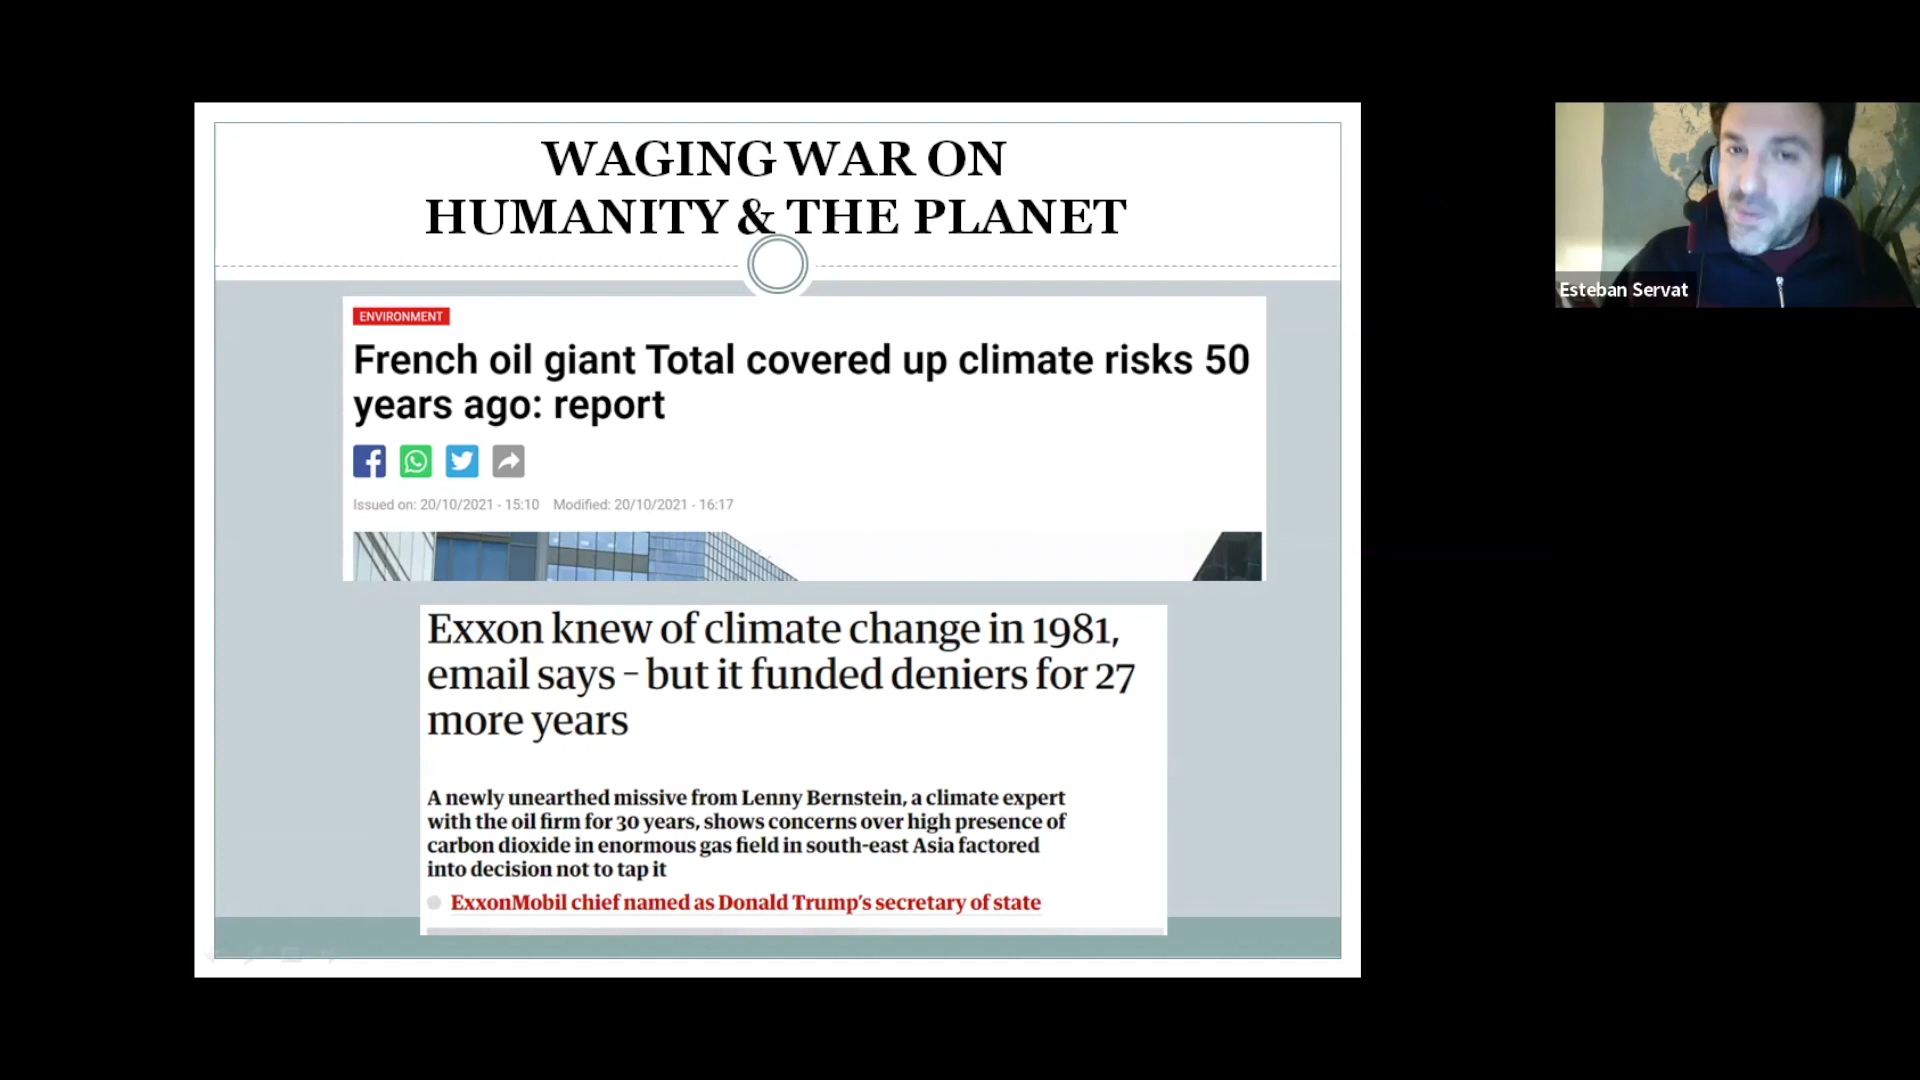 WAGING WAR ON
HUMANITY & THE PLANET
ENVIRONMENT
French oil giant Total covered up climate risks 50
years ago: report
Issued on: 20/10/2021 - 15:10 Modified: 20/10/2021 - 16:17
Exxon knew of climate change in 1981,
email says – but it funded deniers for 27
more years
A newly unearthed missive from Lenny Bernstein, a climate expert
with the oil firm for 30 years, shows concerns over high presence of
carbon dioxide in enormous gas field in south-east Asia factored
into decision not to tap it
ExxonMobil chief named as Donald Trump's secretary of state
Esteban Servat